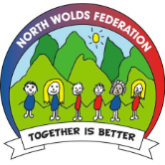 NORTH WOLDS FEDERATION
TOGETHER IS BETTER